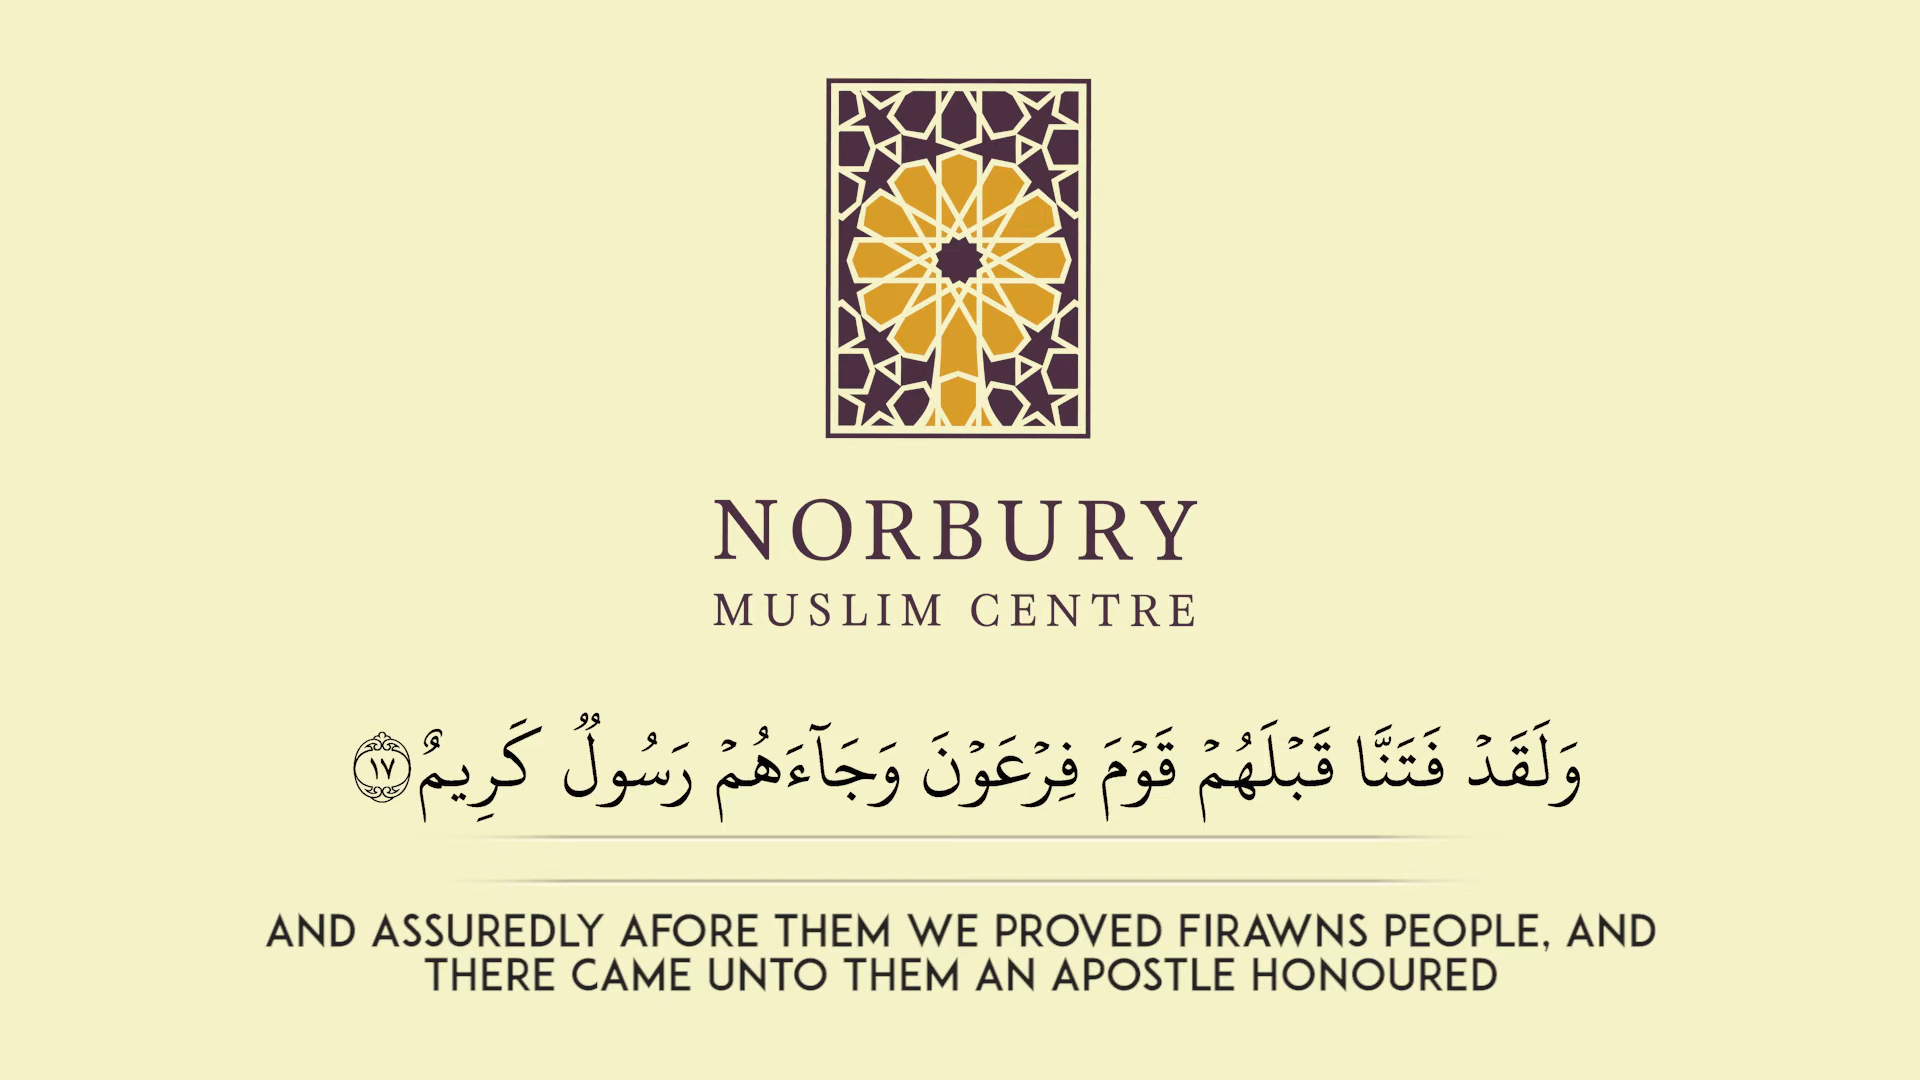 NORBURY
MUSLIM CENTRE
وَلَقَدْ فَتَنَّا قَبْلَهُمْ قَوْمَ فِرْعَوْنَ وَجَآءَهُمْ رَسُولٌ كَرِيمٌ ١٧
AND ASSUREDLY AFORE THEM WE PROVED FIRAWNS PEOPLE, AND
THERE CAME UNTO THEM AN APOSTLE HONOURED